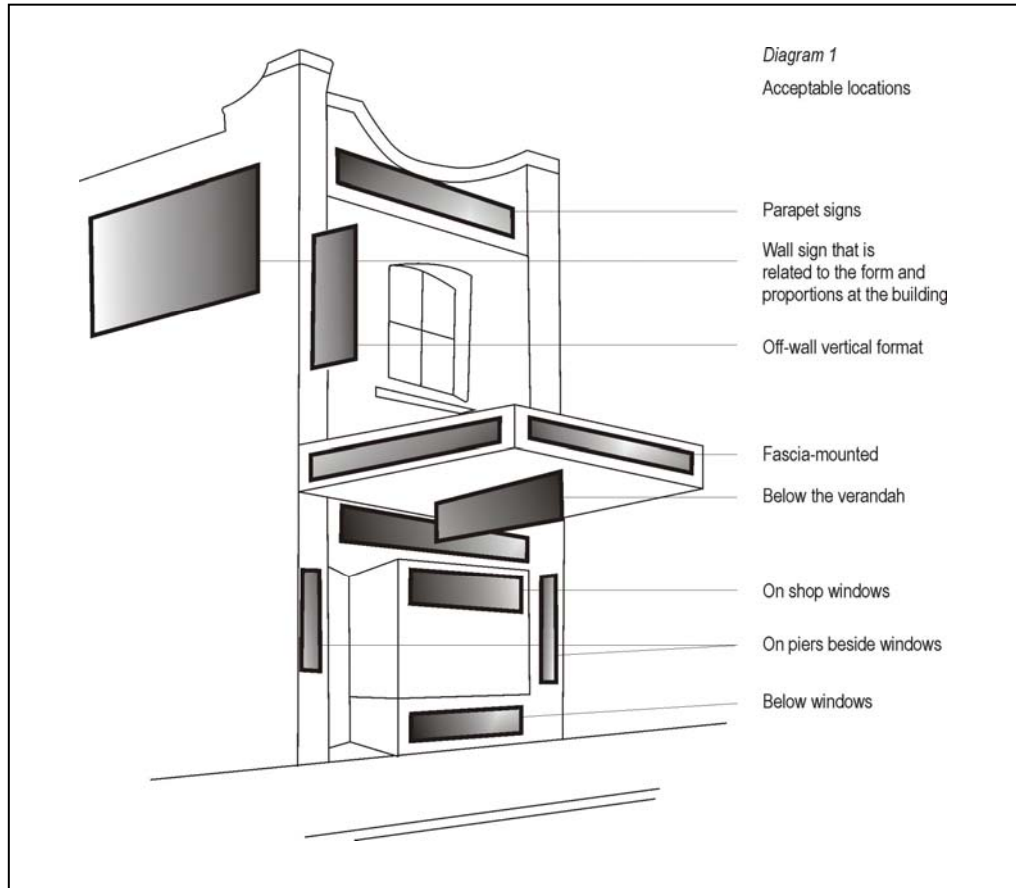 Diagram 1
Acceptable locations
Parapet signs
Wall sign that is
related to the form and
proportions at the building
Off-wall vertical format
Fascia-mounted
Below the verandah
On shop windows
On piers beside windows
Below windows